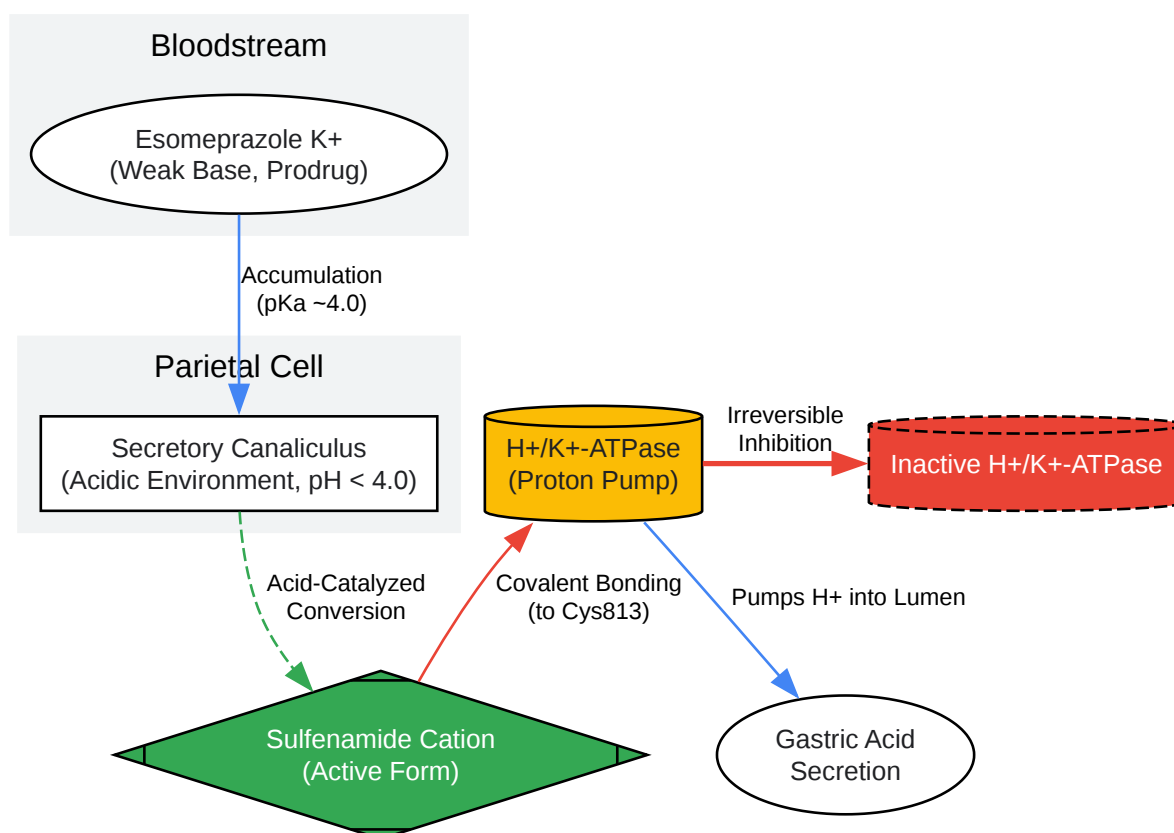 Bloodstream
Esomeprazole K+
(Weak Base, Prodrug)
Accumulation
(pKa ~4.0)
Parietal Cell
Secretory Canaliculus
(Acidic Environment, pH < 4.0)
H+/K+-ATPase
(Proton Pump)
Irreversible
Inhibition
Inactive H+/K+-ATPase
Acid-Catalyzed
Conversion
Covalent Bonding
(to Cys813)
Pumps H+ into Lumen
Sulfenamide Cation
(Active Form)
Gastric Acid
Secretion